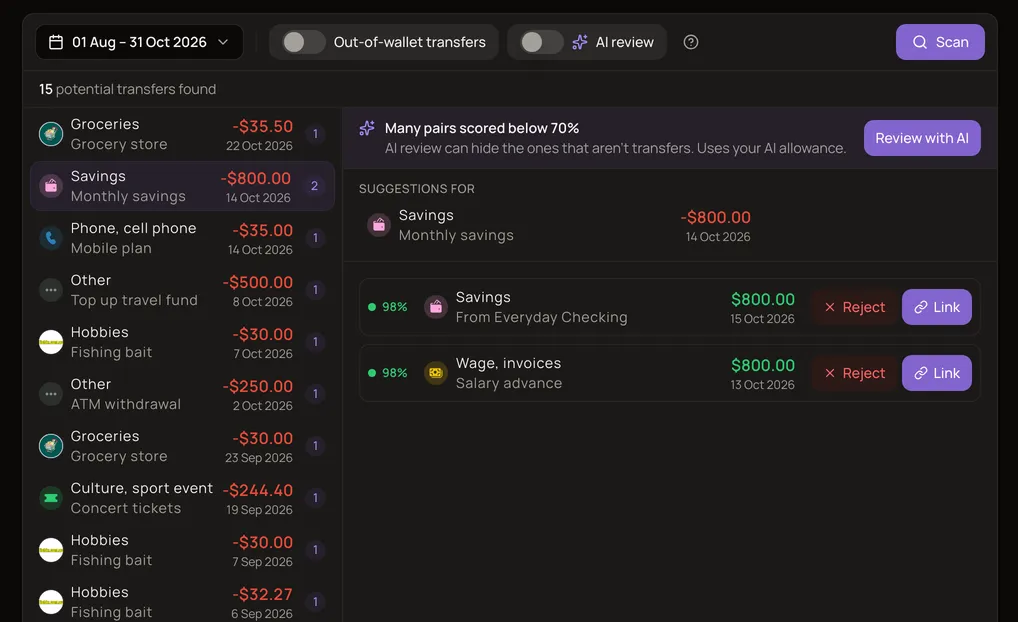 01 Aug – 31 Oct 2026
Out-of-wallet transfers
AI review
Scan
15 potential transfers found
Groceries
-$35.50
1
Grocery store
22 Oct 2026
Savings
-$800.00
2
Monthly savings
14 Oct 2026
Phone, cell phone
-$35.00
1
Mobile plan
14 Oct 2026
Other
-$500.00
1
Top up travel fund
8 Oct 2026
Hobbies
-$30.00
1
Fishing bait
7 Oct 2026
Other
-$250.00
1
ATM withdrawal
2 Oct 2026
Groceries
-$30.00
1
Grocery store
23 Sep 2026
Culture, sport event
-$244.40
1
Concert tickets
19 Sep 2026
Hobbies
-$30.00
1
Fishing bait
7 Sep 2026
Hobbies
-$32.27
1
Fishing bait
6 Sep 2026
Many pairs scored below 70%
AI review can hide the ones that aren't transfers. Uses your AI allowance.
Review with AI
SUGGESTIONS FOR
Savings
-$800.00
Monthly savings
14 Oct 2026
98%
Savings
$800.00
From Everyday Checking
15 Oct 2026
Reject
Link
98%
Wage, invoices
$800.00
Salary advance
13 Oct 2026
Reject
Link